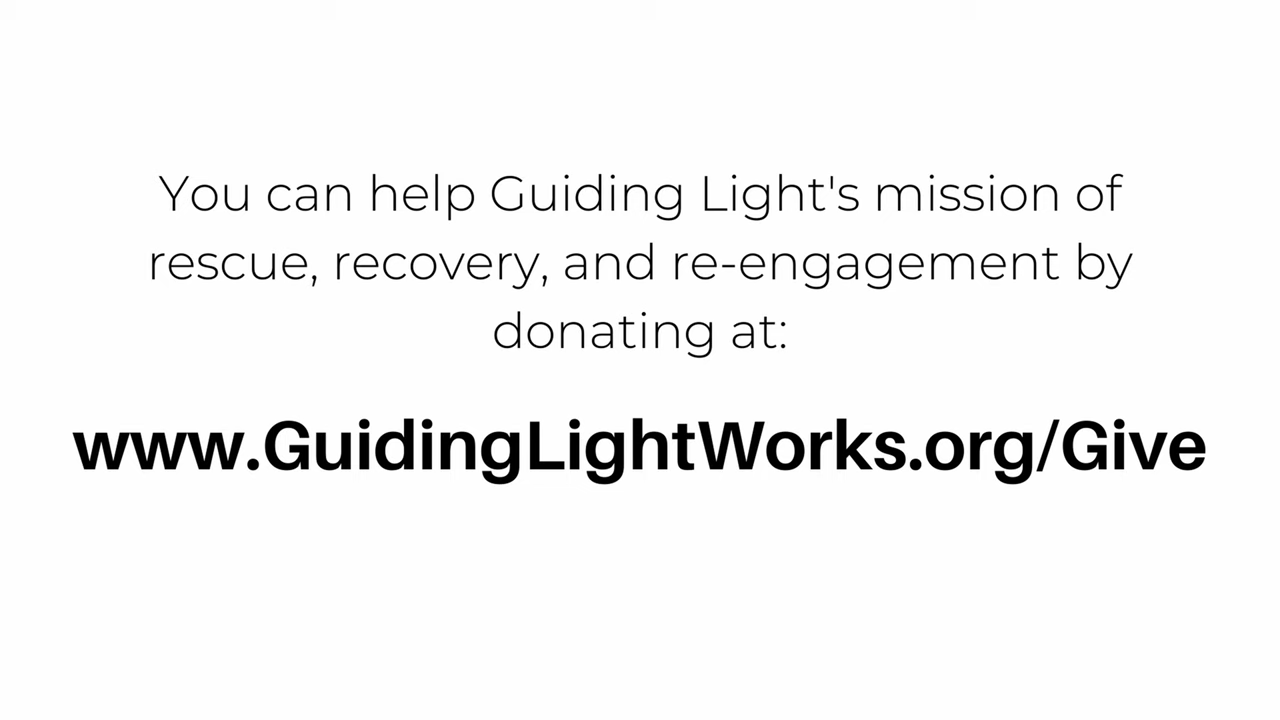 You can help Guiding Light's mission of
rescue, recovery, and re-engagement by
donating at:
www.GuidingLightWorks.org/Give